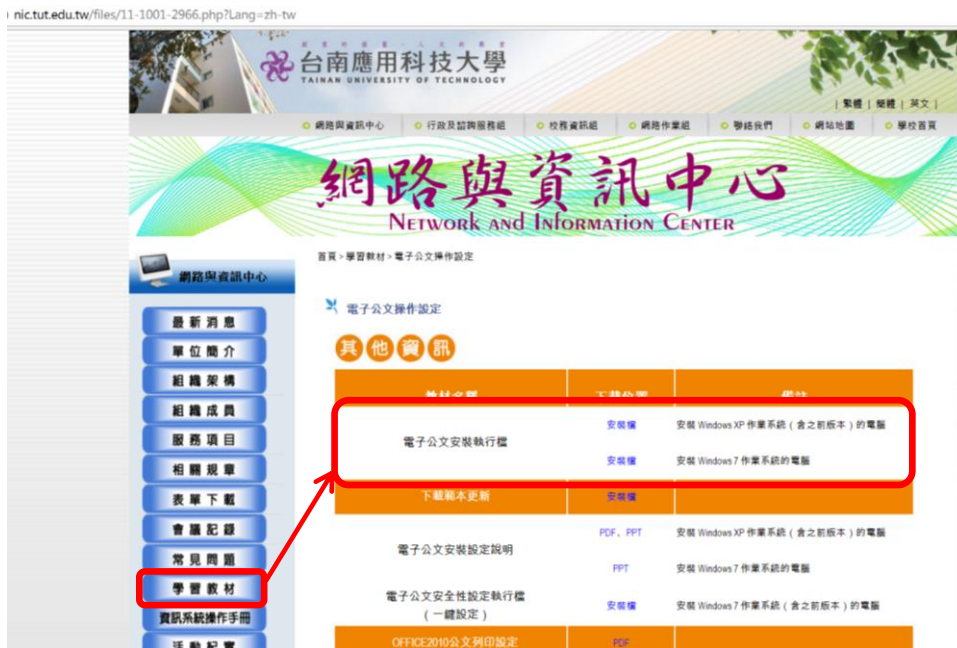 nic.tut.edu.tw/files/11-1001-2966.php?Lang=zh-tw
台南應用科技大學
TAINAN UNIVERSITY OF TECHNOLOGY
| 繁體 | 簡體 | 英文 |
網路與資訊中心 行政及諮詢服務組 校務資訊組 網路作業組 聯絡我們 網站地圖 學校首頁
網路與資訊中心
NETWORK AND INFORMATION CENTER
網路與資訊中心
首頁>學習教材>電子公文操作設定
電子公文操作設定
其他資訊
最新消息
單位簡介
組織架構
組織成員
服務項目
相關規章
表單下載
會議記錄
常見問題
學習教材
資訊系統操作手冊
活動紀實
教材名稱 下載位置 備註
電子公文安裝執行檔
安裝檔 安裝 Windows XP 作業系統(含之前版本)的電腦
安裝檔 安裝 Windows 7 作業系統的電腦
下載範本更新 安裝檔
電子公文安裝設定說明
PDF、PPT 安裝 Windows XP 作業系統(含之前版本)的電腦
PPT 安裝 Windows 7 作業系統的電腦
電子公文安全性設定執行檔
(一鍵設定)
安裝檔 安裝 Windows 7 作業系統(含之前版本)的電腦
OFFICE2010公文列印設定 PDF